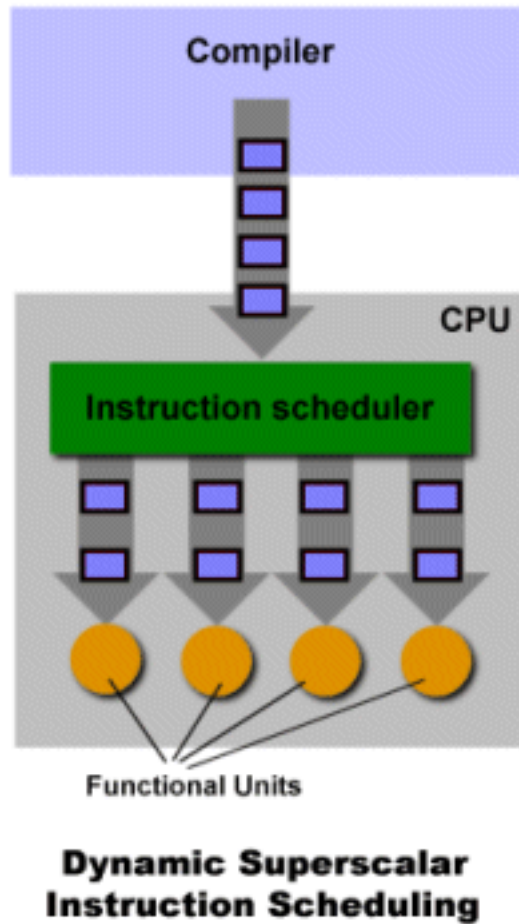 Compiler
CPU
Instruction scheduler
Functional Units
Dynamic Superscalar
Instruction Scheduling